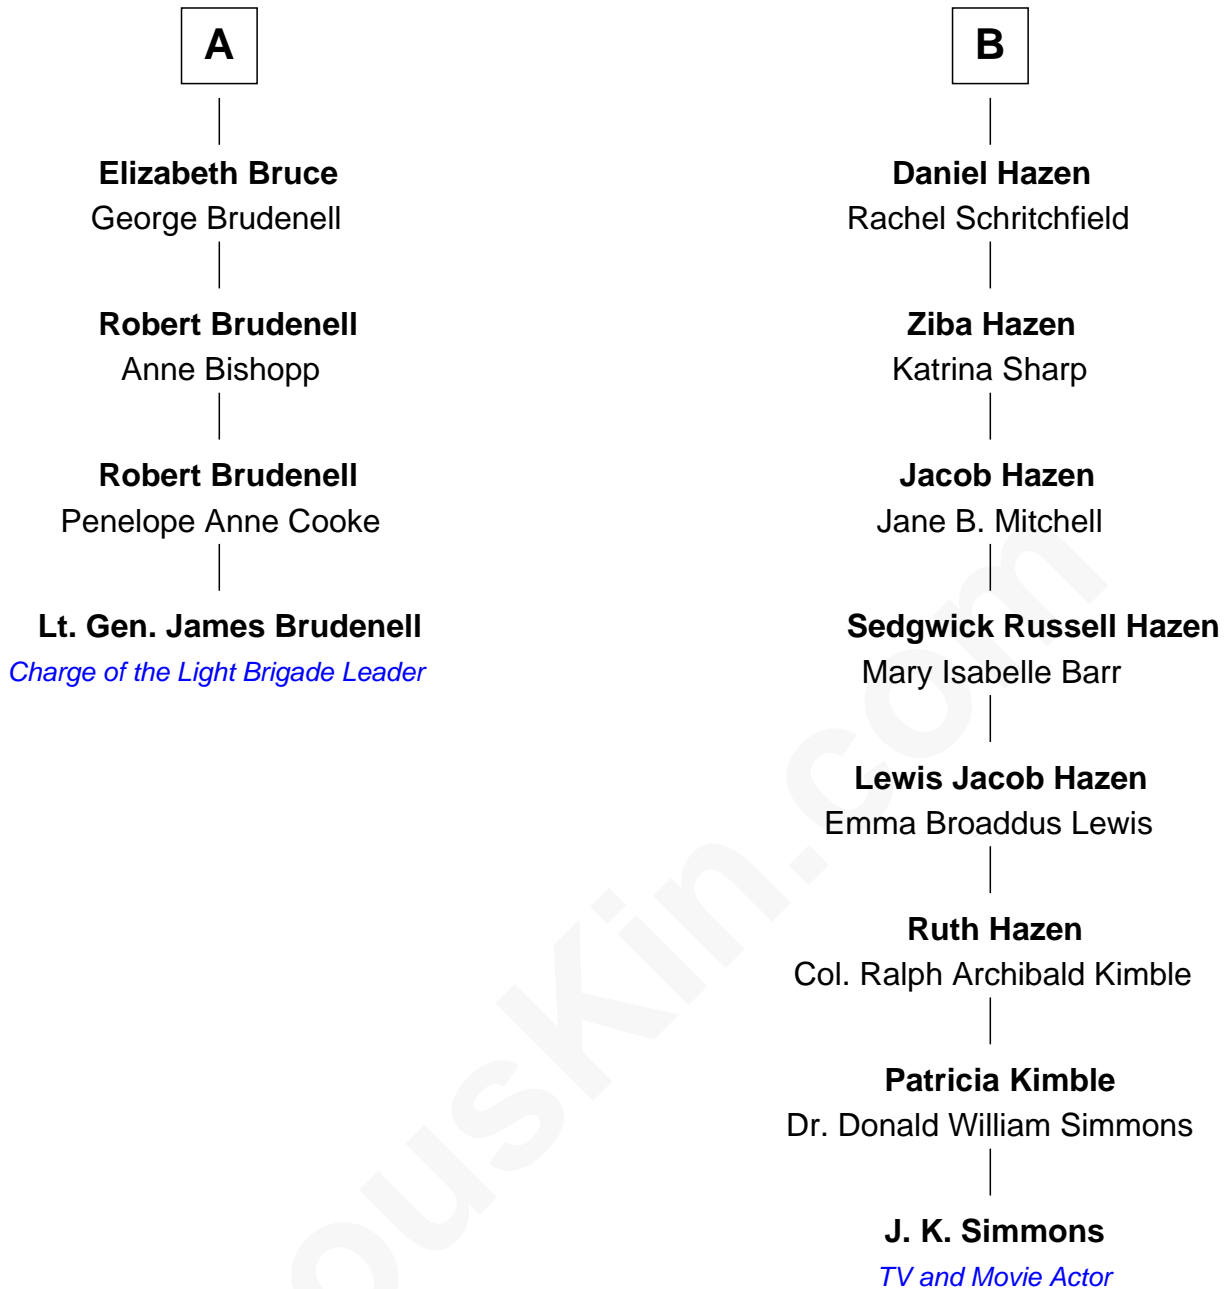 A
Elizabeth Bruce
George Brudenell
Robert Brudenell
Anne Bishopp
Robert Brudenell
Penelope Anne Cooke
Lt. Gen. James Brudenell
Charge of the Light Brigade Leader
B
Daniel Hazen
Rachel Schritchfield
Ziba Hazen
Katrina Sharp
Jacob Hazen
Jane B. Mitchell
Sedgwick Russell Hazen
Mary Isabelle Barr
Lewis Jacob Hazen
Emma Broaddus Lewis
Ruth Hazen
Col. Ralph Archibald Kimble
Patricia Kimble
Dr. Donald William Simmons
J. K. Simmons
TV and Movie Actor
ousKin.com